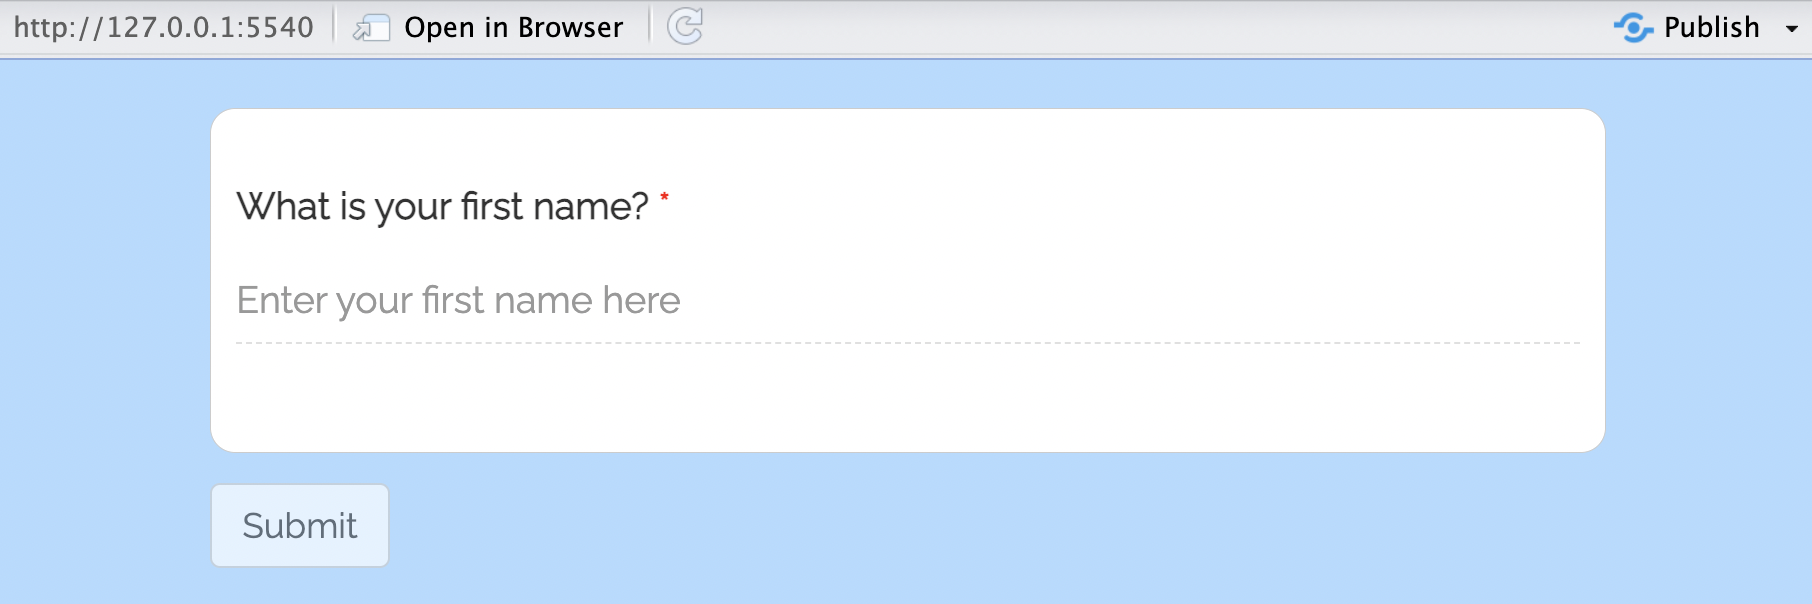 http://127.0.0.1:5540 Open in Browser Publish
What is your first name? *
Enter your first name here
Submit